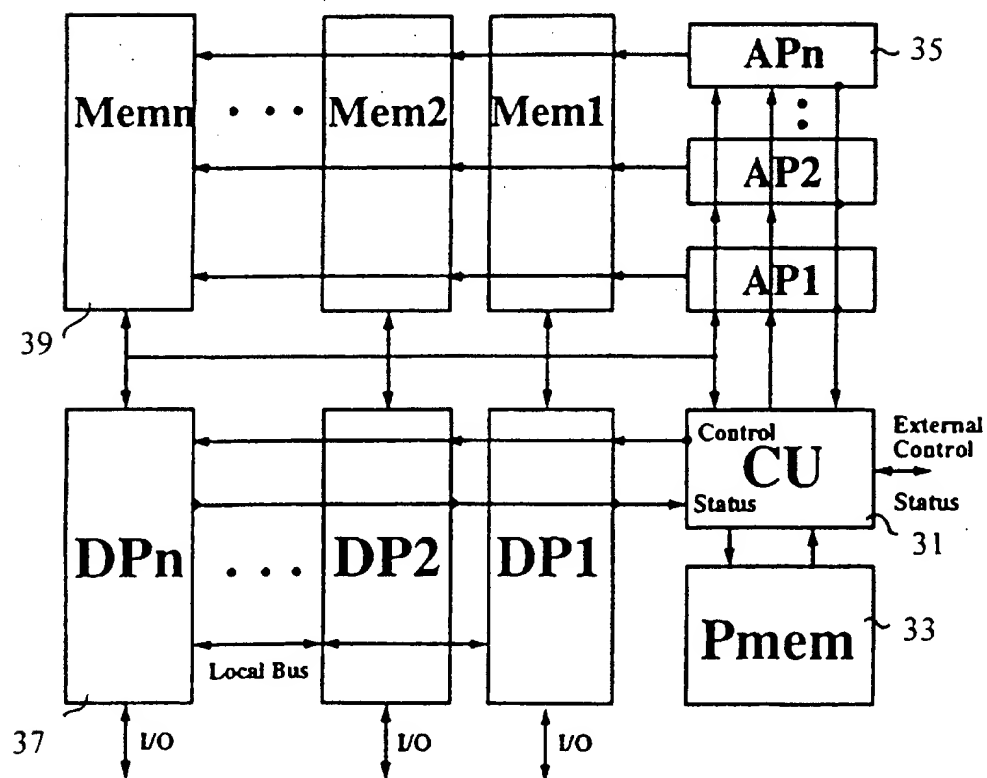 APn
35
Memn
. . .
Mem2
Mem1
:
AP2
AP1
39
Control
External
Control
CU
Status
Status
31
DPn
. . .
DP2
DP1
Pmem
33
Local Bus
37
I/O
I/O
I/O